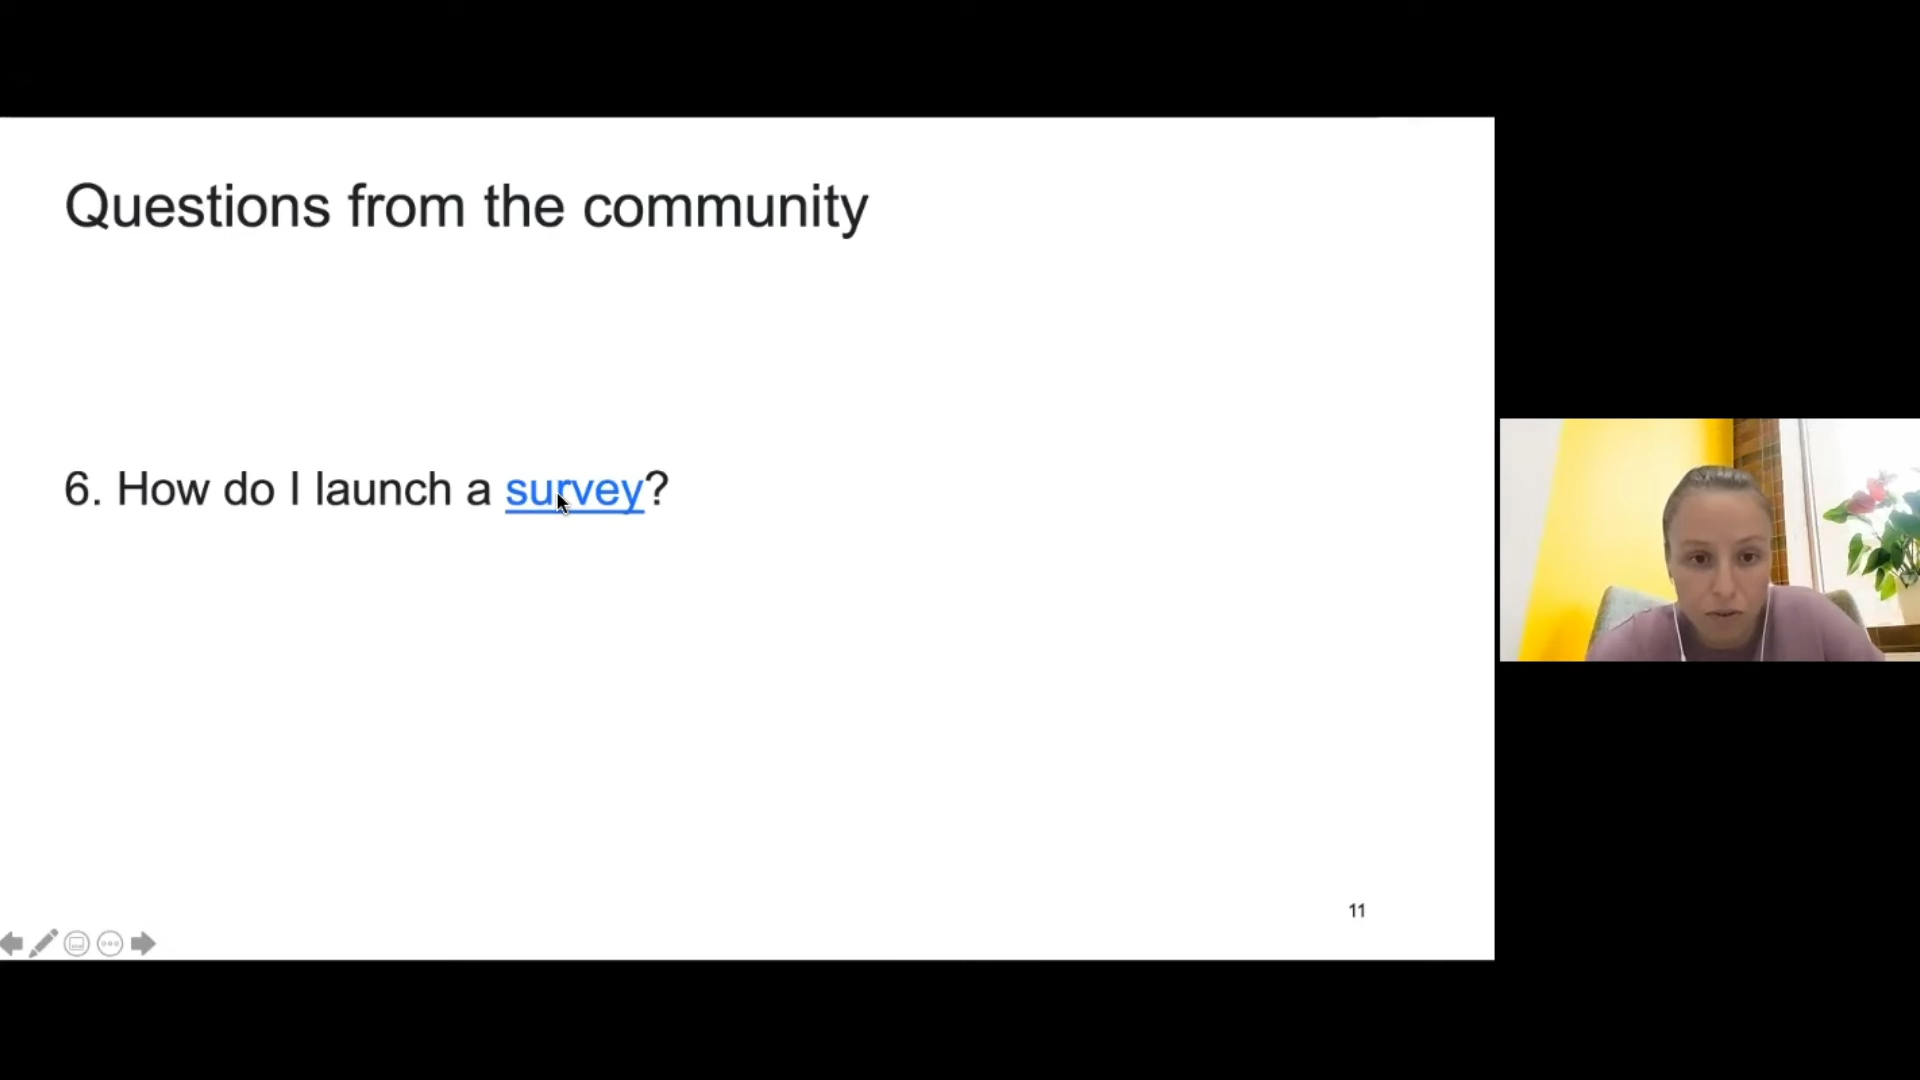 Questions from the community
6. How do I launch a survey?
11